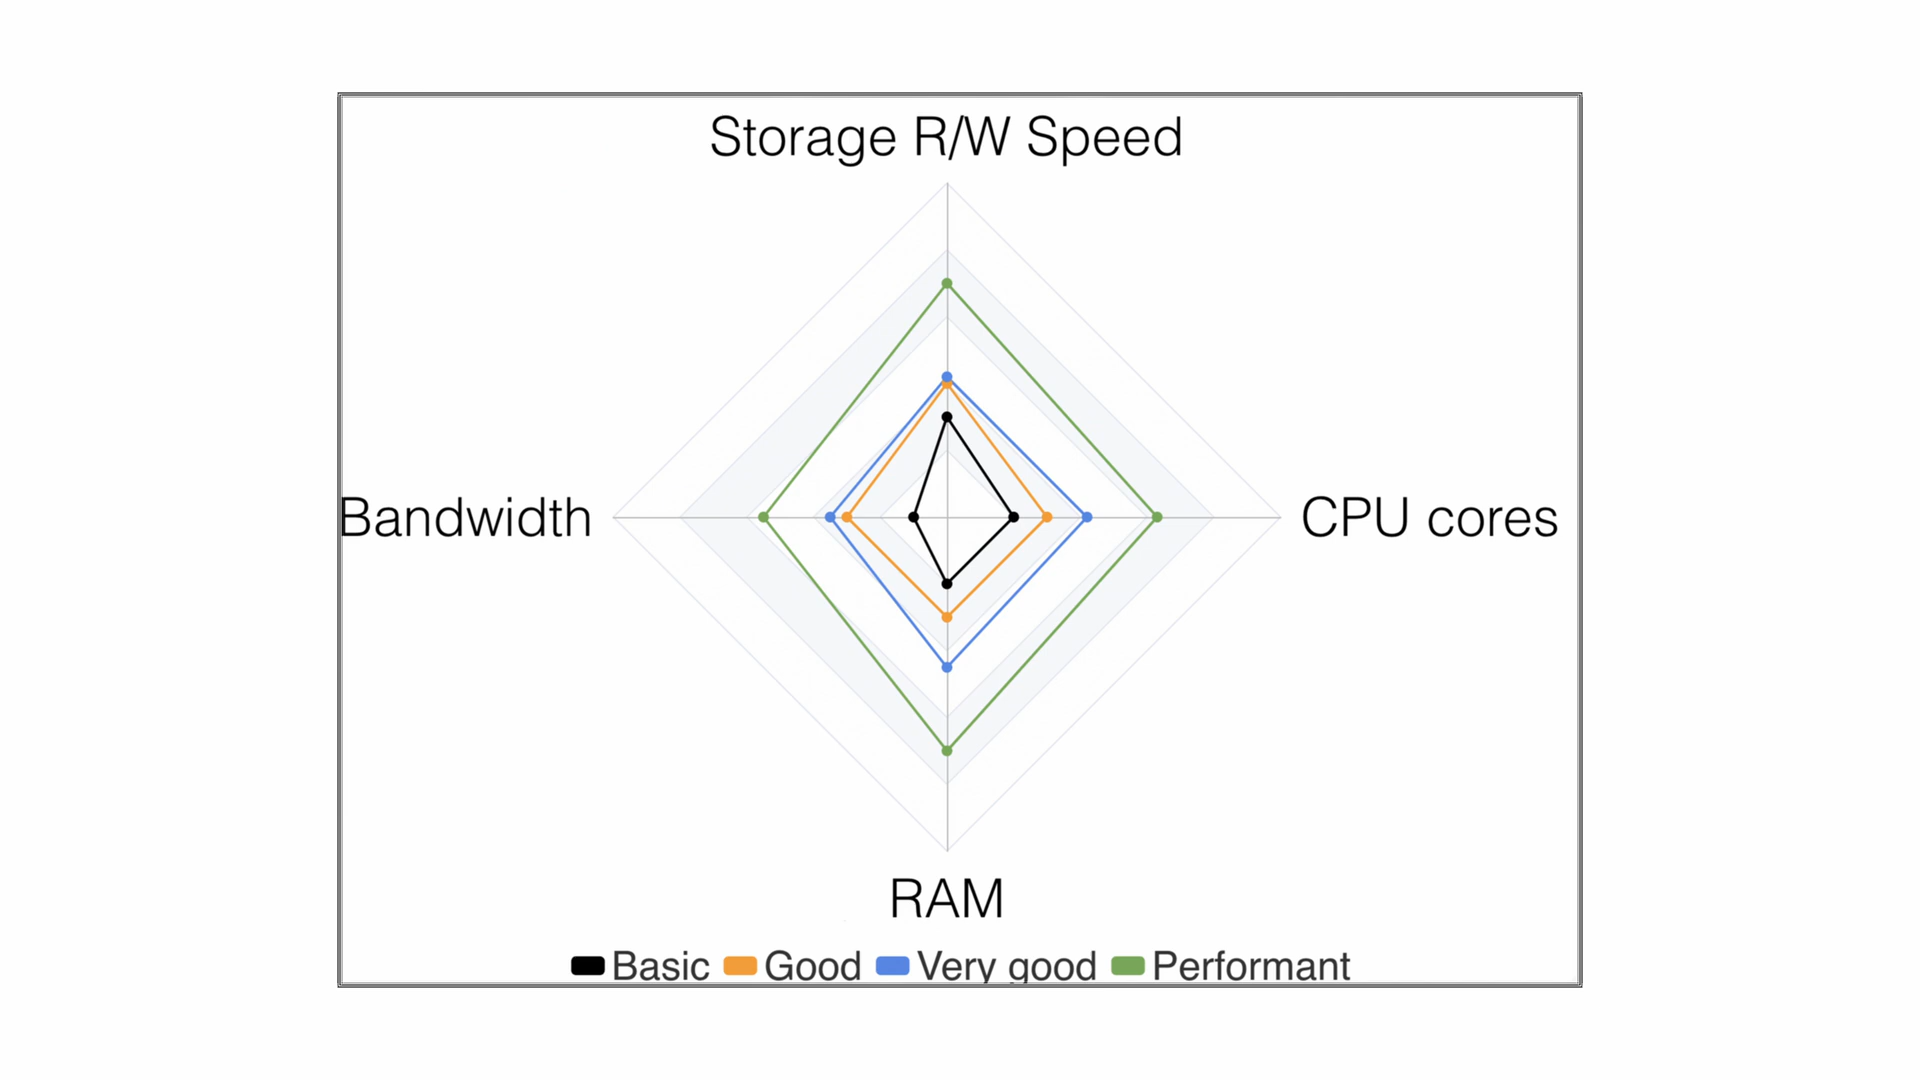 Storage R/W Speed
Bandwidth
CPU cores
RAM
Basic Good Very good Performant